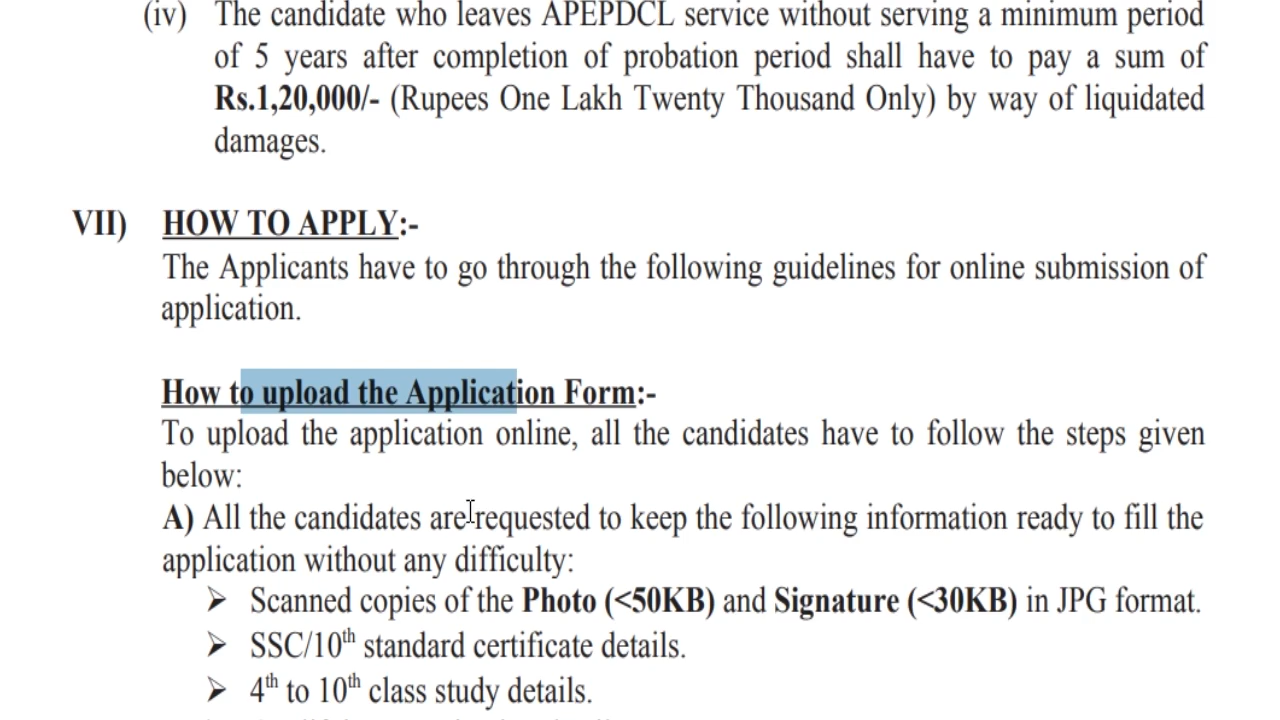 (iv) The candidate who leaves APEPDCL service without serving a minimum period
of 5 years after completion of probation period shall have to pay a sum of
Rs.1,20,000/- (Rupees One Lakh Twenty Thousand Only) by way of liquidated
damages.
VII) HOW TO APPLY:-
The Applicants have to go through the following guidelines for online submission of
application.
How to upload the Application Form:-
To upload the application online, all the candidates have to follow the steps given
below:
A) All the candidates are requested to keep the following information ready to fill the
application without any difficulty:
➢ Scanned copies of the Photo (<50KB) and Signature (<30KB) in JPG format.
➢ SSC/10th standard certificate details.
➢ 4th to 10th class study details.